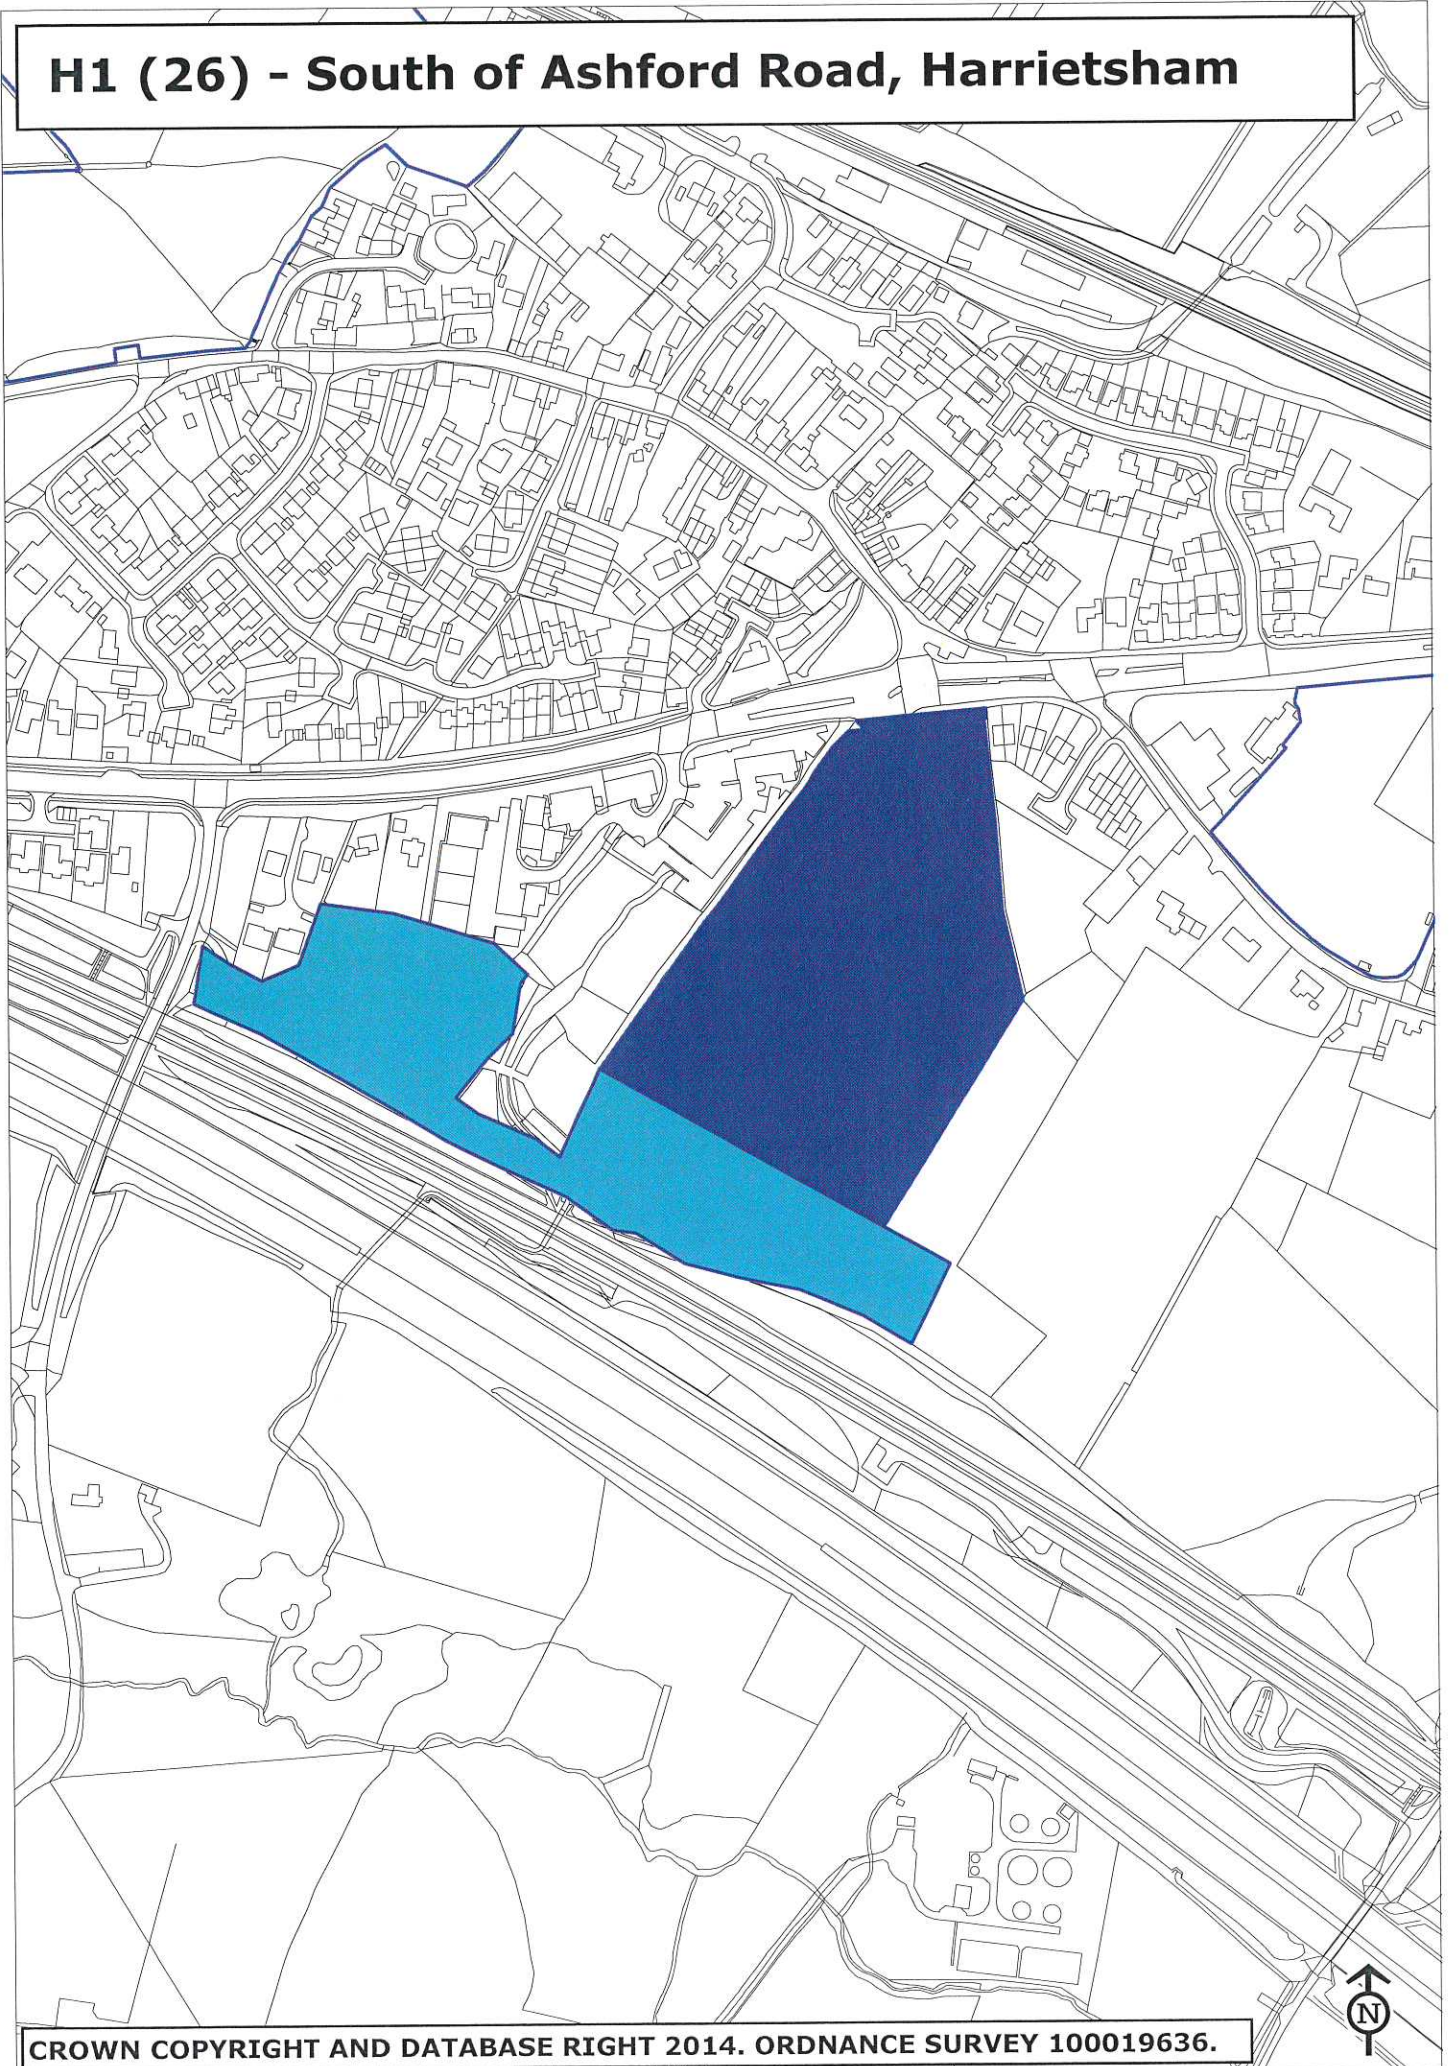 H1 (26) - South of Ashford Road, Harrietsham
N
CROWN COPYRIGHT AND DATABASE RIGHT 2014. ORDNANCE SURVEY 100019636.